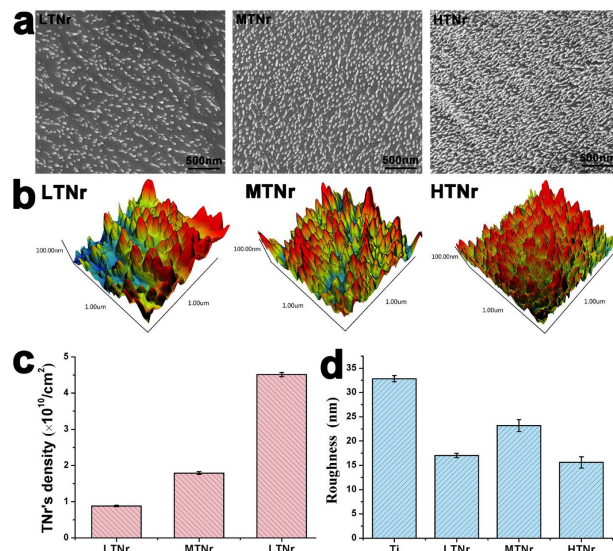 a
LTNr
MTNr
HTNr
500nm
500nm
500nm
b
LTNr
MTNr
HTNr
100.00nm
1.00um
1.00um
100.00nm
1.00um
1.00um
100.00nm
1.00um
1.00um
c
TNr's density (×10¹⁰/cm²)
5
4
3
2
1
0
LTNr MTNr LTNr
d
Roughness (nm)
35
30
25
20
15
10
5
0
Ti LTNr MTNr HTNr